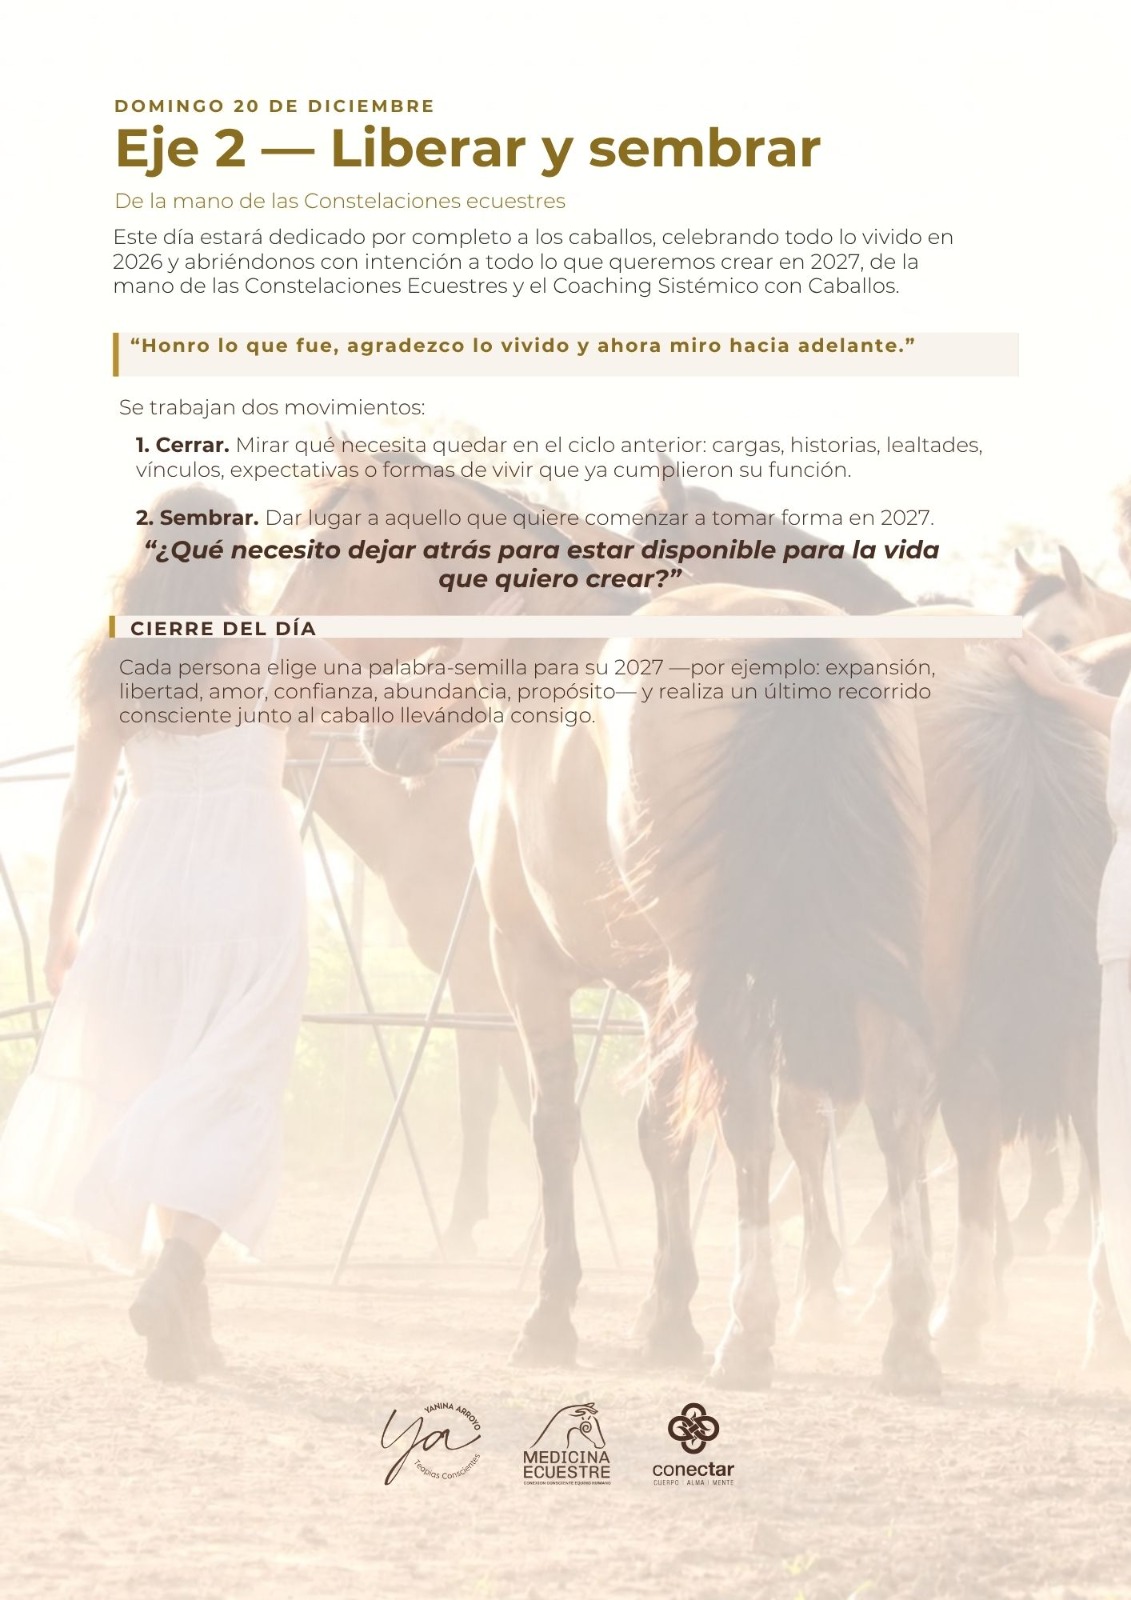 DOMINGO 20 DE DICIEMBRE
Eje 2 — Liberar y sembrar
De la mano de las Constelaciones ecuestres
Este día estará dedicado por completo a los caballos, celebrando todo lo vivido en
2026 y abriéndonos con intención a todo lo que queremos crear en 2027, de la
mano de las Constelaciones Ecuestres y el Coaching Sistémico con Caballos.
“Honro lo que fue, agradezco lo vivido y ahora miro hacia adelante.”
Se trabajan dos movimientos:
1. Cerrar. Mirar qué necesita quedar en el ciclo anterior: cargas, historias, lealtades,
vínculos, expectativas o formas de vivir que ya cumplieron su función.
2. Sembrar. Dar lugar a aquello que quiere comenzar a tomar forma en 2027.
“¿Qué necesito dejar atrás para estar disponible para la vida
que quiero crear?”
CIERRE DEL DÍA
Cada persona elige una palabra-semilla para su 2027 —por ejemplo: expansión,
libertad, amor, confianza, abundancia, propósito— y realiza un último recorrido
consciente junto al caballo llevándola consigo.
YANINA ARROYO
ya
Terapias Conscientes
MEDICINA
ECUESTRE
conectar
CUERPO | ALMA | MENTE